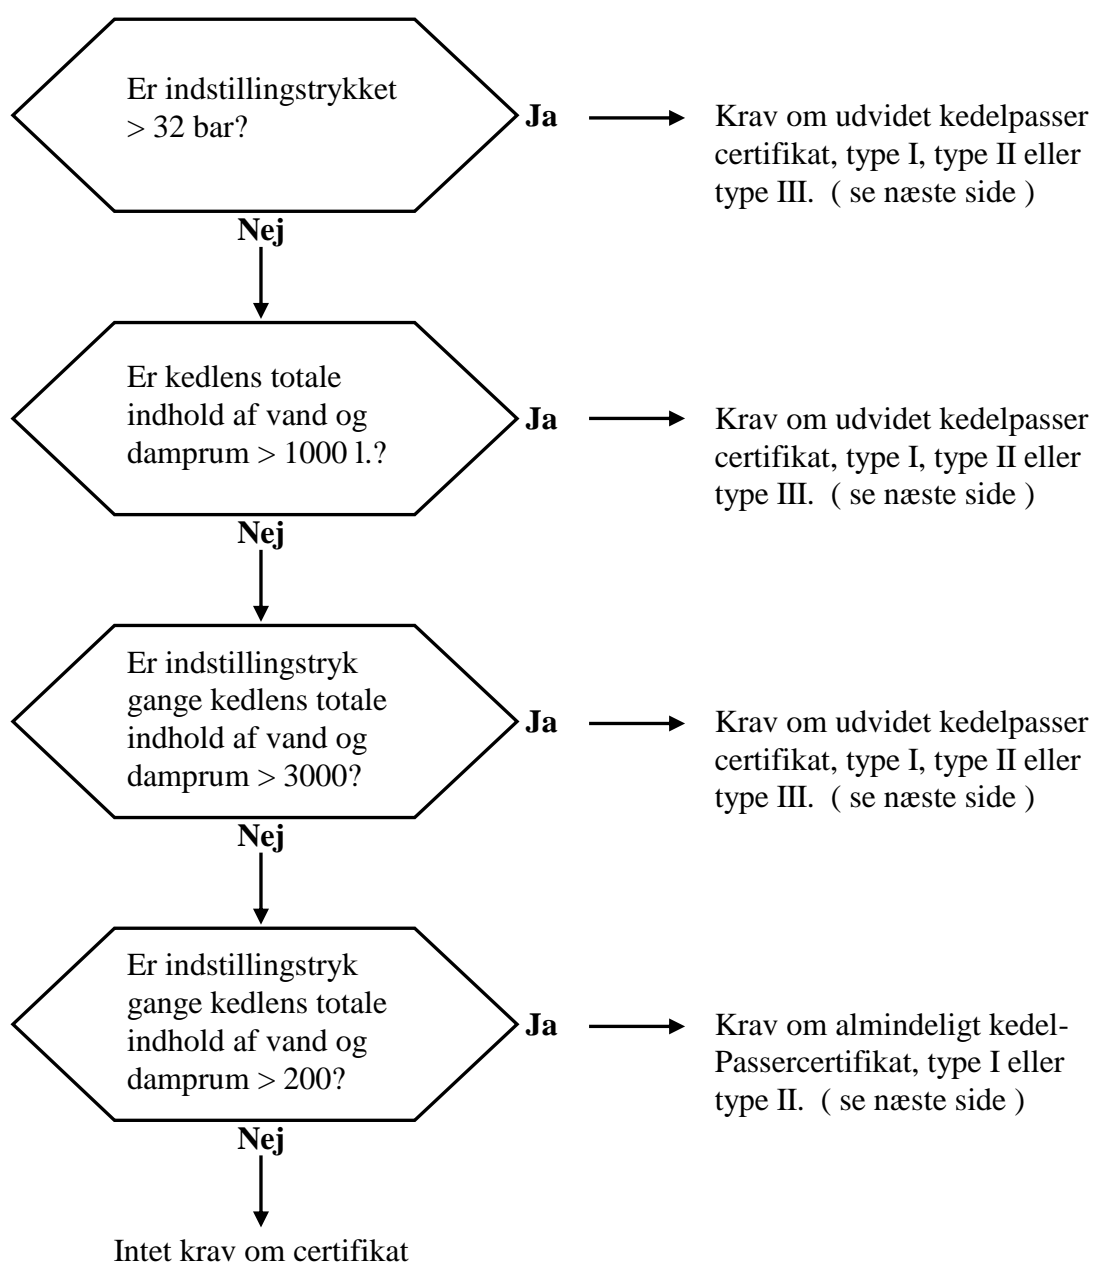 Er indstillingstrykket
> 32 bar?
Ja
Krav om udvidet kedelpasser
certifikat, type I, type II eller
type III. ( se næste side )
Nej
Er kedlens totale
indhold af vand og
damprum > 1000 l.?
Ja
Krav om udvidet kedelpasser
certifikat, type I, type II eller
type III. ( se næste side )
Nej
Er indstillingstryk
gange kedlens totale
indhold af vand og
damprum > 3000?
Ja
Krav om udvidet kedelpasser
certifikat, type I, type II eller
type III. ( se næste side )
Nej
Er indstillingstryk
gange kedlens totale
indhold af vand og
damprum > 200?
Ja
Krav om almindeligt kedel-
Passercertifikat, type I eller
type II. ( se næste side )
Nej
Intet krav om certifikat